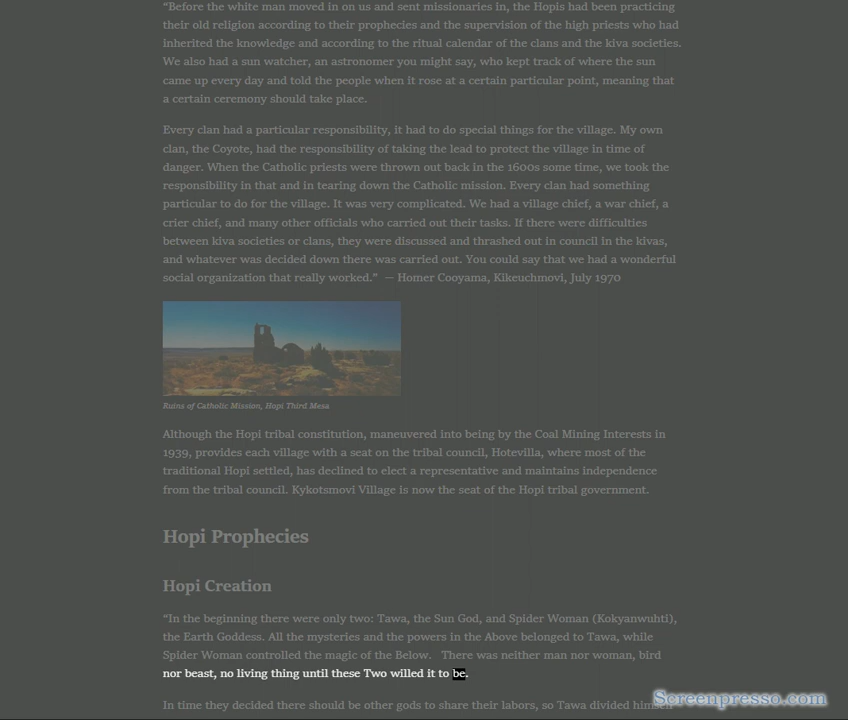 “Before the white man moved in on us and sent missionaries in, the Hopis had been practicing
their old religion according to their prophecies and the supervision of the high priests who had
inherited the knowledge and according to the ritual calendar of the clans and the kiva societies.
We also had a sun watcher, an astronomer you might say, who kept track of where the sun
came up every day and told the people when it rose at a certain particular point, meaning that
a certain ceremony should take place.
Every clan had a particular responsibility, it had to do special things for the village. My own
clan, the Coyote, had the responsibility of taking the lead to protect the village in time of
danger. When the Catholic priests were thrown out back in the 1600s some time, we took the
responsibility in that and in tearing down the Catholic mission. Every clan had something
particular to do for the village. It was very complicated. We had a village chief, a war chief, a
crier chief, and many other officials who carried out their tasks. If there were difficulties
between kiva societies or clans, they were discussed and thrashed out in council in the kivas,
and whatever was decided down there was carried out. You could say that we had a wonderful
social organization that really worked.” — Homer Cooyama, Kikeuchmovi, July 1970
Ruins of Catholic Mission, Hopi Third Mesa
Although the Hopi tribal constitution, maneuvered into being by the Coal Mining Interests in
1939, provides each village with a seat on the tribal council, Hotevilla, where most of the
traditional Hopi settled, has declined to elect a representative and maintains independence
from the tribal council. Kykotsmovi Village is now the seat of the Hopi tribal government.
Hopi Prophecies
Hopi Creation
“In the beginning there were only two: Tawa, the Sun God, and Spider Woman (Kokyanwuhti),
the Earth Goddess. All the mysteries and the powers in the Above belonged to Tawa, while
Spider Woman controlled the magic of the Below. There was neither man nor woman, bird
nor beast, no living thing until these Two willed it to be.
In time they decided there should be other gods to share their labors, so Tawa divided himself
Screenpresso.com